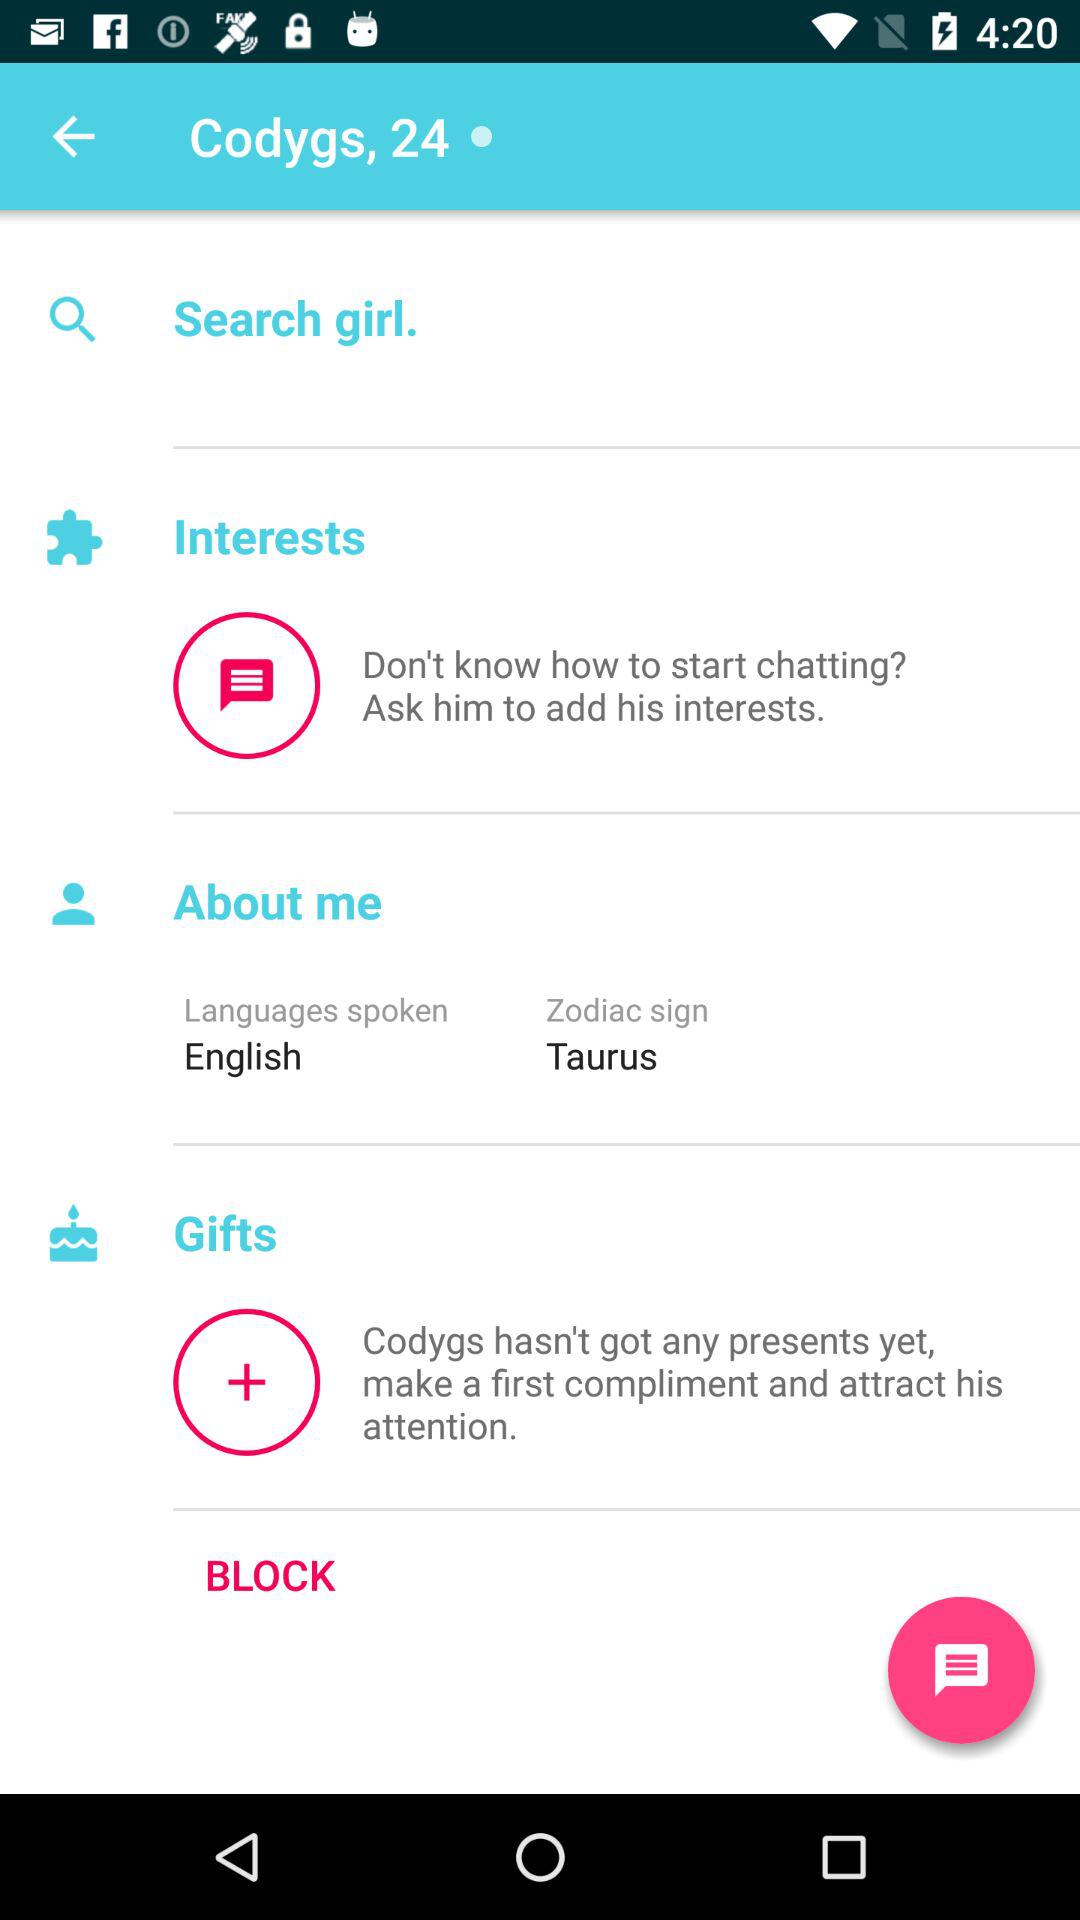 FAKE
4:20
Codygs, 24
Search girl.
Interests
Don't know how to start chatting?
Ask him to add his interests.
About me
Languages spoken
Zodiac sign
English
Taurus
Gifts
Codygs hasn't got any presents yet,
make a first compliment and attract his
attention.
BLOCK